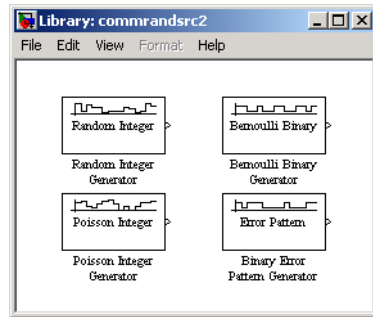 Library: commrandsrc2
File Edit View Format Help
Random Integer
Bernoulli Binary
Random Integer
Generator
Bernoulli Binary
Generator
Poisson Integer
Error Pattern
Poisson Integer
Generator
Binary Error
Pattern Generator